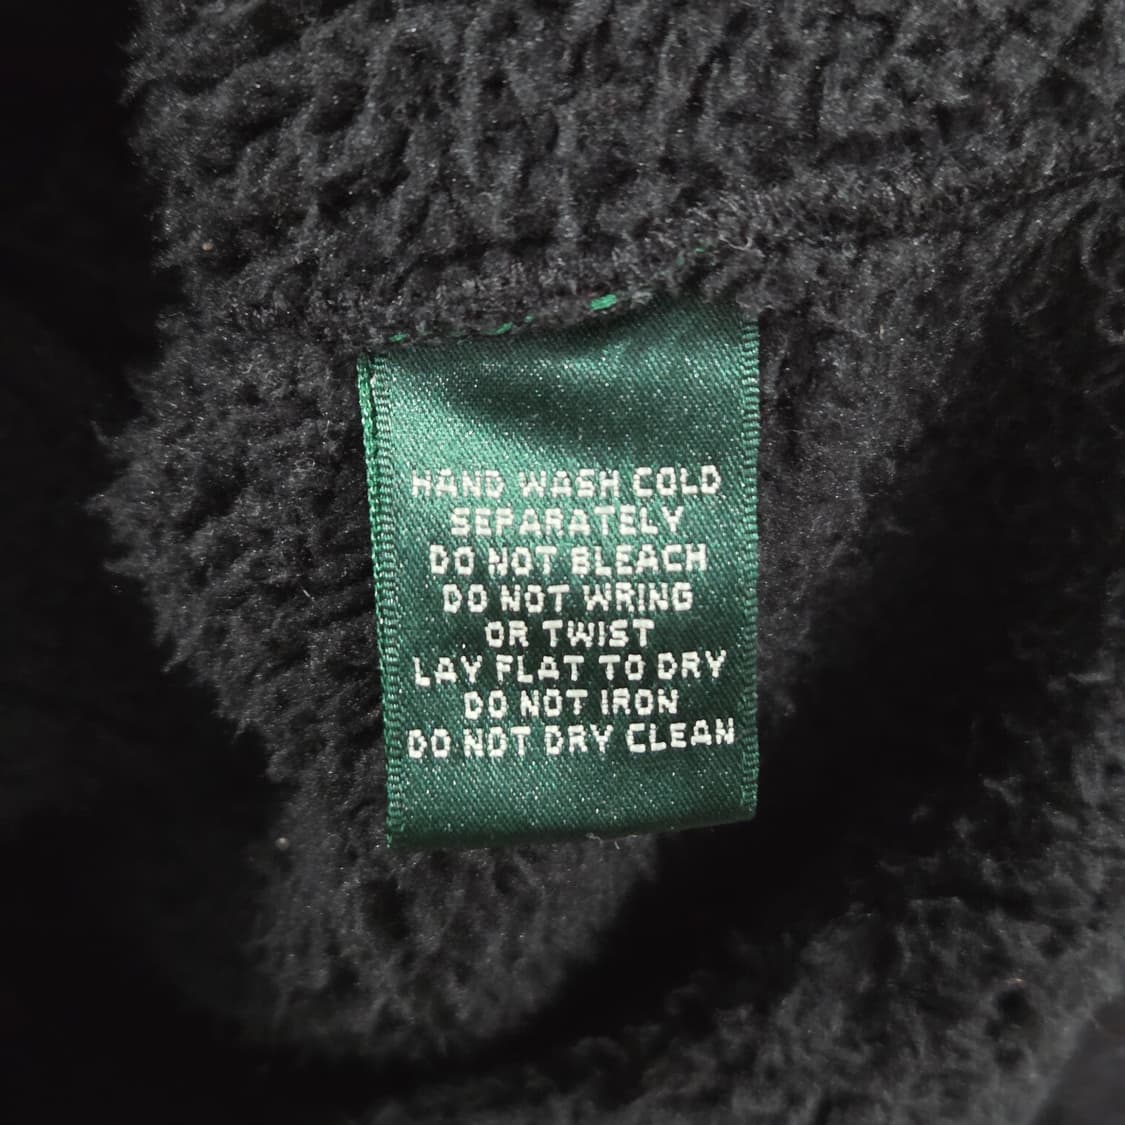 HAND WASH COLD
SEPARATELY
DO NOT BLEACH
DO NOT WRING
OR TWIST
LAY FLAT TO DRY
DO NOT IRON
DO NOT DRY CLEAN